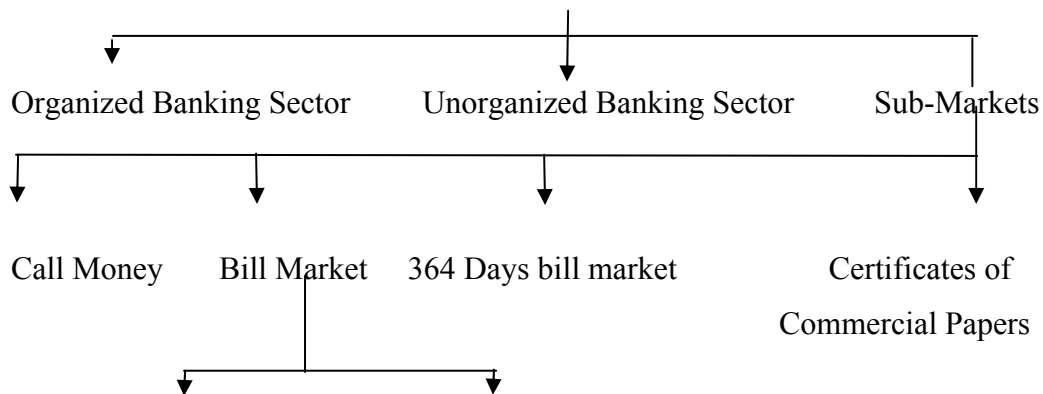 Organized Banking Sector Unorganized Banking Sector Sub-Markets
Call Money Bill Market 364 Days bill market Certificates of
Commercial Papers